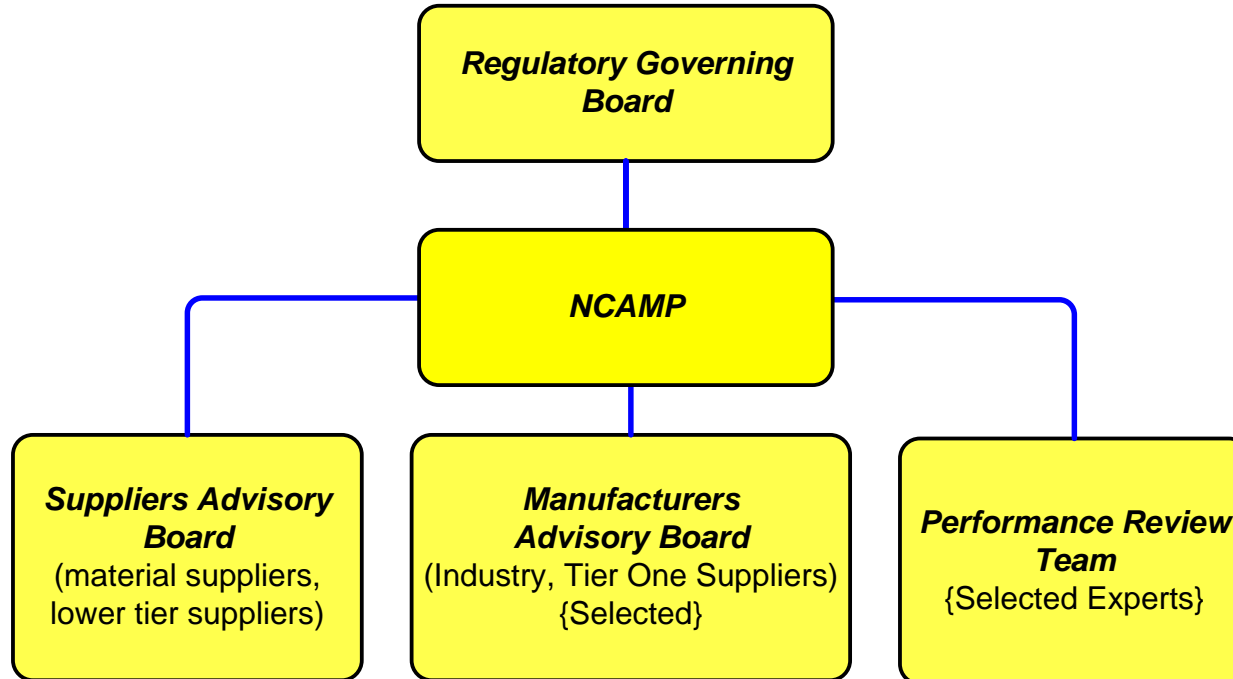 Regulatory Governing
Board
NCAMP
Suppliers Advisory
Board
(material suppliers,
lower tier suppliers)
Manufacturers
Advisory Board
(Industry, Tier One Suppliers)
{Selected}
Performance Review
Team
{Selected Experts}